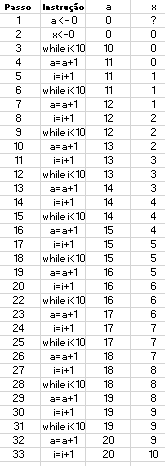 Passo Instrução a x
1 a<-0 0 ?
2 x<-0 0 0
3 while i<10 10 0
4 a=a+1 11 0
5 i=i+1 11 1
6 while i<10 11 1
7 a=a+1 12 1
8 i=i+1 12 2
9 while i<10 12 2
10 a=a+1 13 2
11 i=i+1 13 3
12 while i<10 13 3
13 a=a+1 14 3
14 i=i+1 14 4
15 while i<10 14 4
16 a=a+1 15 4
17 i=i+1 15 5
18 while i<10 15 5
19 a=a+1 16 5
20 i=i+1 16 6
22 while i<10 16 6
23 a=a+1 17 6
24 i=i+1 17 7
25 while i<10 17 7
26 a=a+1 18 7
27 i=i+1 18 8
28 while i<10 18 8
29 a=a+1 19 8
30 i=i+1 19 9
31 while i<10 19 9
32 a=a+1 20 9
33 i=i+1 20 10